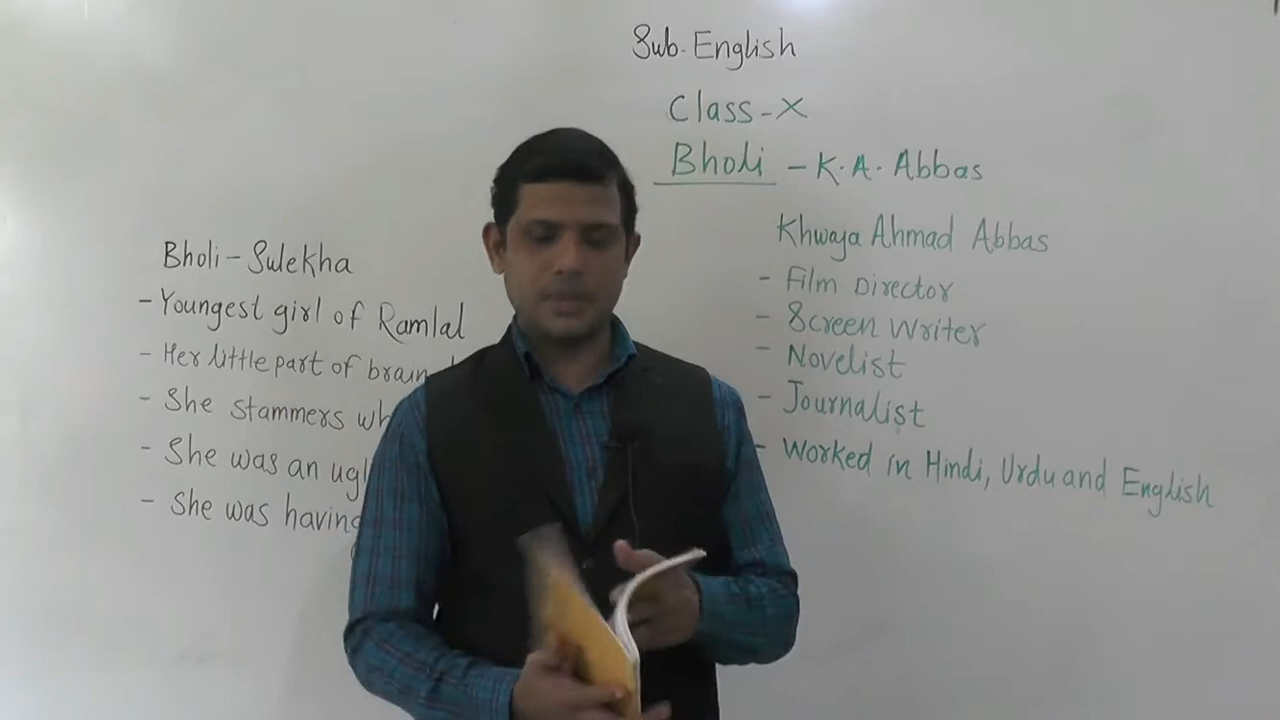 Sub. English
Class - X
Bholi - K. A. Abbas
Khwaja Ahmad Abbas
- Film Director
- Screen Writer
- Novelist
- Journalist
- Worked in Hindi, Urdu and English
Bholi - Sulekha
- Youngest girl of Ramlal
- Her little part of brain
- She stammers
- She was an
- She was having